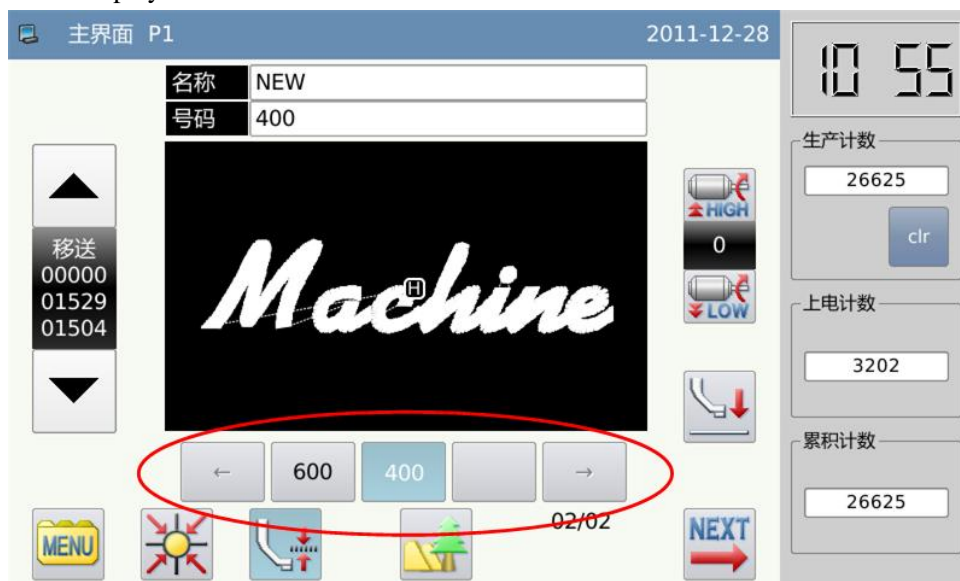 主界面 P1
2011-12-28
名称 NEW
号码 400
移送
00000
01529
01504
Machine
H
HIGH
0
LOW
← 600 400 →
02/02
MENU
NEXT
10 55
生产计数
26625
clr
上电计数
3202
累积计数
26625